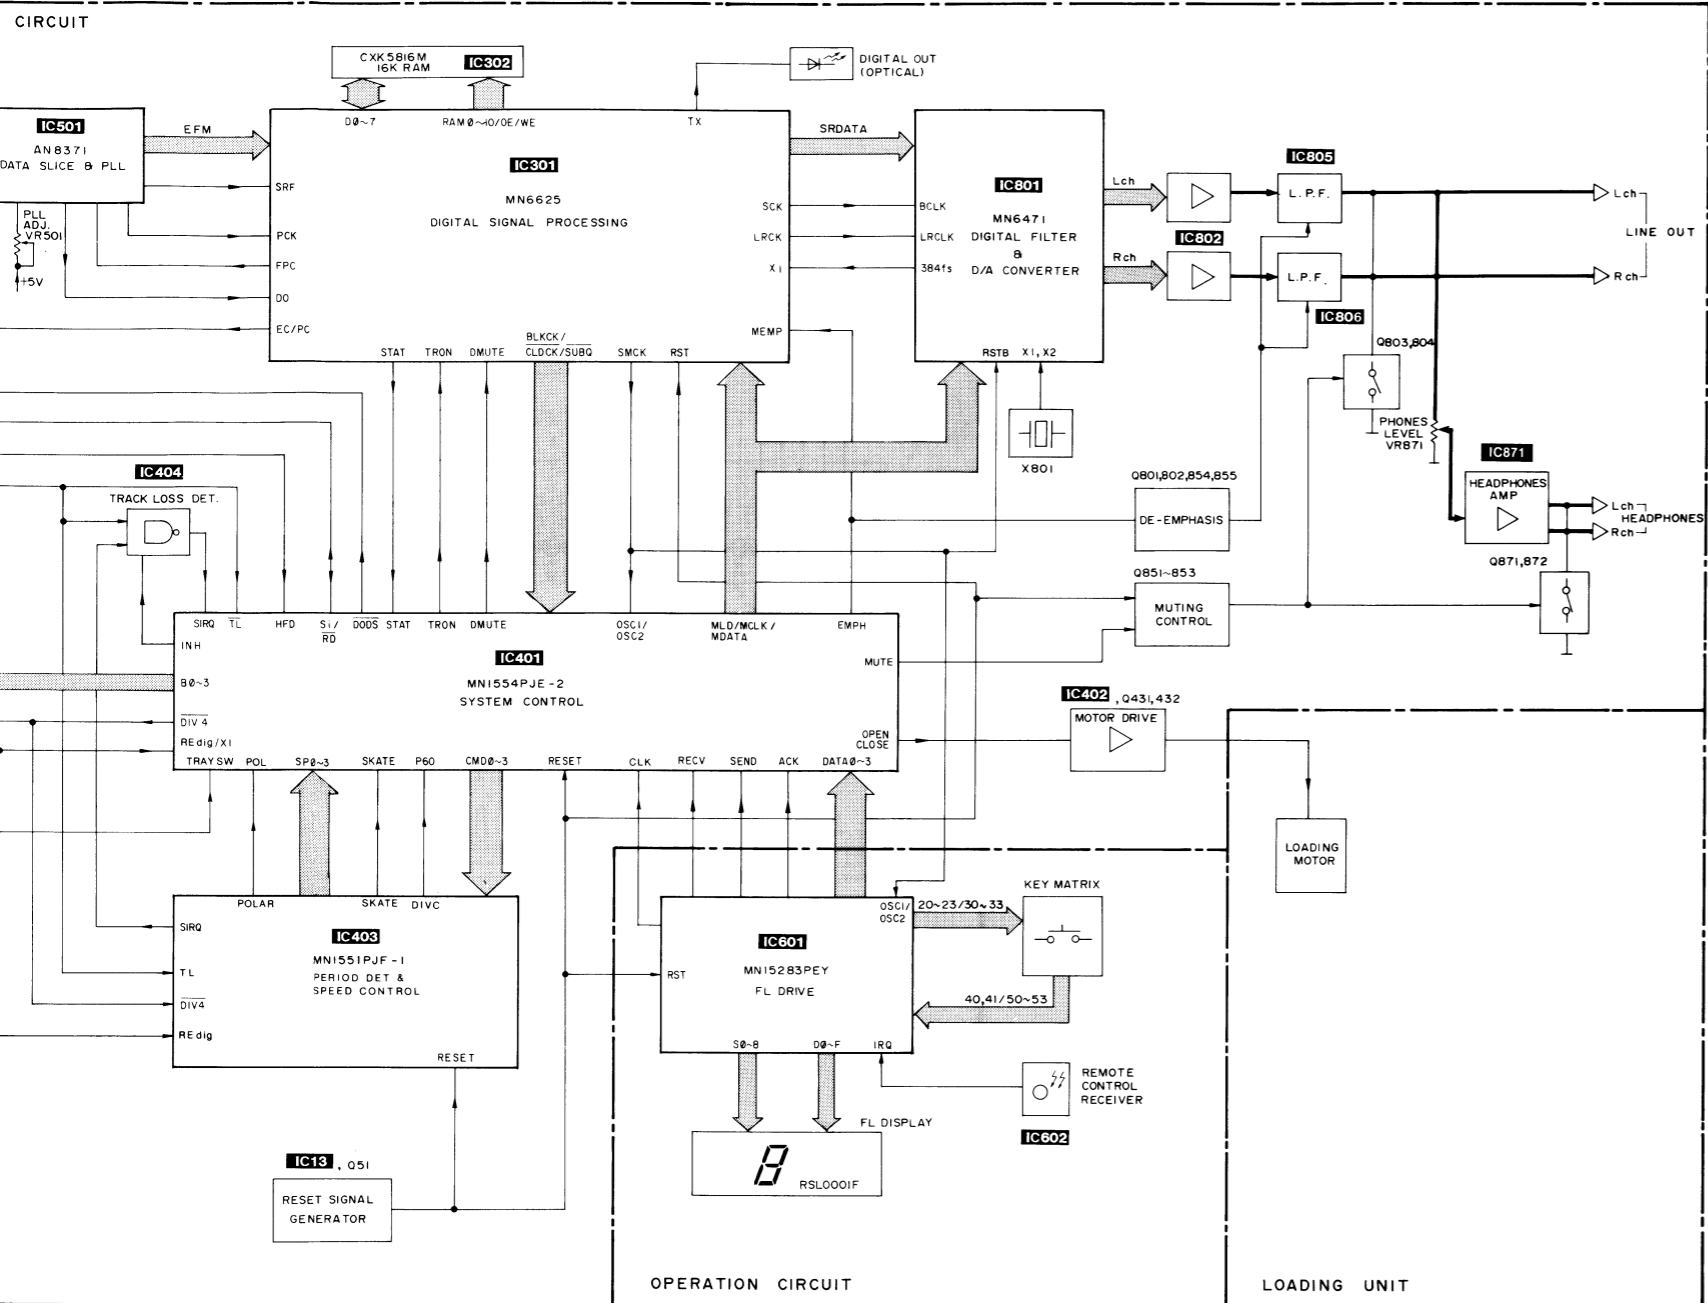 CIRCUIT
CXK5816M
16K RAM
IC302
DIGITAL OUT
(OPTICAL)
IC501
AN8371
DATA SLICE & PLL
EFM
D0~7
RAM0~10/OE/WE
TX
IC301
MN6625
DIGITAL SIGNAL PROCESSING
SRF
PCK
FPC
DO
EC/PC
PLL
ADJ.
VR501
+5V
SCK
LRCK
X1
MEMP
STAT
TRON
DMUTE
BLKCK/
CLDCK/SUBQ
SMCK
RST
SRDATA
IC801
MN6471
DIGITAL FILTER
&
D/A CONVERTER
BCLK
LRCLK
384fs
RSTB
X1, X2
X801
Lch
Rch
IC802
IC805
L.P.F.
L.P.F.
IC806
Lch
LINE OUT
Rch
Q803,804
PHONES
LEVEL
VR871
IC871
HEADPHONES
AMP
Lch
HEADPHONES
Rch
Q871,872
Q801,802,854,855
DE-EMPHASIS
Q851~853
MUTING
CONTROL
IC404
TRACK LOSS DET.
SIRQ
TL
HFD
Si/
RD
DODS
STAT
TRON
DMUTE
OSC1/
OSC2
MLD/MCLK/
MDATA
EMPH
INH
B0~3
DIV 4
REdig/X1
TRAY SW
IC401
MN1554PJE-2
SYSTEM CONTROL
MUTE
OPEN
CLOSE
POL
SP0~3
SKATE
P60
CMD0~3
RESET
CLK
RECV
SEND
ACK
DATA0~3
IC402 , Q431,432
MOTOR DRIVE
LOADING
MOTOR
POLAR
SKATE
DIVC
SIRQ
TL
DIV4
REdig
IC403
MN1551PJF-1
PERIOD DET &
SPEED CONTROL
RESET
IC601
MN15283PEY
FL DRIVE
RST
OSC1/
OSC2
20~23/30~33
KEY MATRIX
40,41/50~53
S0~8
D0~F
IRQ
REMOTE
CONTROL
RECEIVER
IC602
FL DISPLAY
8
RSL0001F
IC13 , Q51
RESET SIGNAL
GENERATOR
OPERATION CIRCUIT
LOADING UNIT